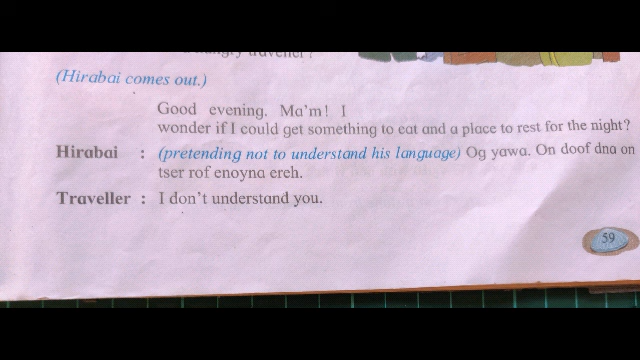 hungry traveller?
(Hirabai comes out.)
Good evening. Ma'm! I
wonder if I could get something to eat and a place to rest for the night?
Hirabai : (pretending not to understand his language) Og yawa. On doof dna on
tser rof enoyna ereh.
Traveller : I don't understand you.
59